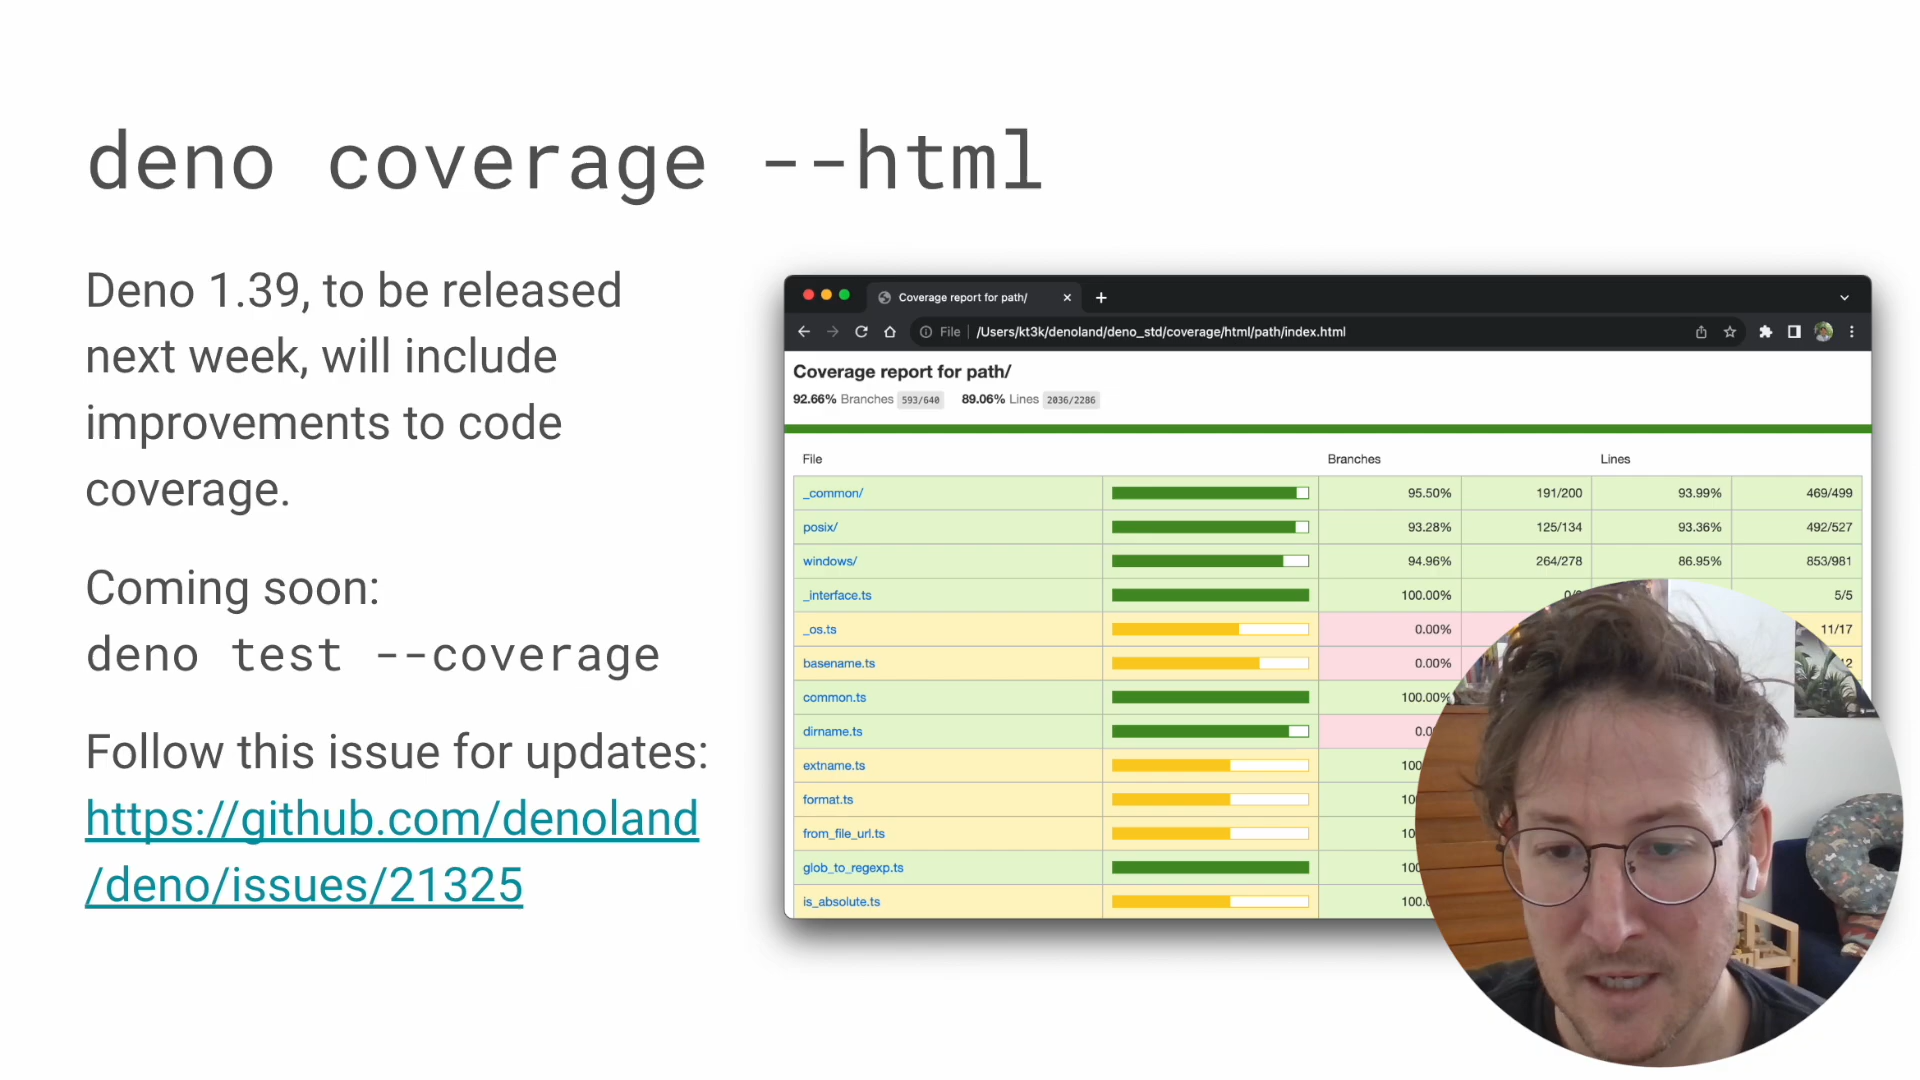 deno coverage --html
Deno 1.39, to be released
next week, will include
improvements to code
coverage.
Coming soon:
deno test --coverage
Follow this issue for updates:
https://github.com/denoland
/deno/issues/21325
Coverage report for path/
File /Users/kt3k/denoland/deno_std/coverage/html/path/index.html
Coverage report for path/
92.66% Branches 593/640 89.06% Lines 2036/2286
File Branches Lines
_common/ 95.50% 191/200 93.99% 469/499
posix/ 93.28% 125/134 93.36% 492/527
windows/ 94.96% 264/278 86.95% 853/981
_interface.ts 100.00% 5/5
_os.ts 0.00% 11/17
basename.ts 0.00%
common.ts 100.00%
dirname.ts
extname.ts
format.ts
from_file_url.ts
glob_to_regexp.ts
is_absolute.ts